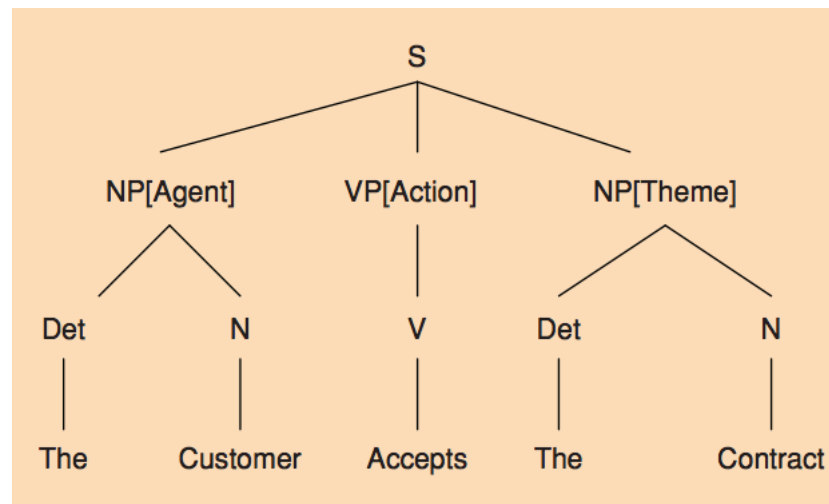 S
NP[Agent] VP[Action] NP[Theme]
Det N V Det N
The Customer Accepts The Contract